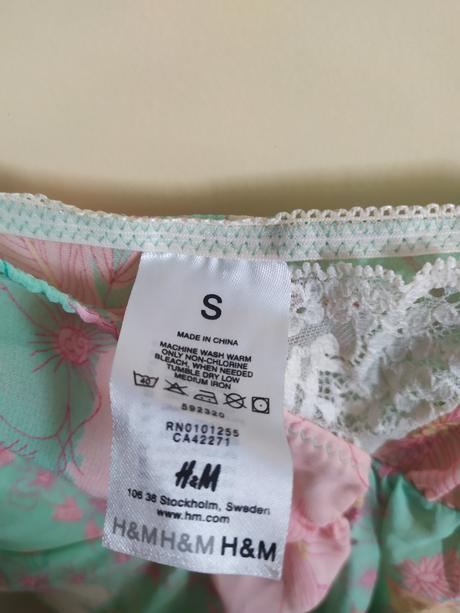 S
MADE IN CHINA
MACHINE WASH WARM
ONLY NON-CHLORINE
BLEACH, WHEN NEEDED
TUMBLE DRY LOW
MEDIUM IRON
40
592320
RN0101255
CA42271
H&M
106 38 Stockholm, Sweden
www.hm.com
H&MH&M H&M